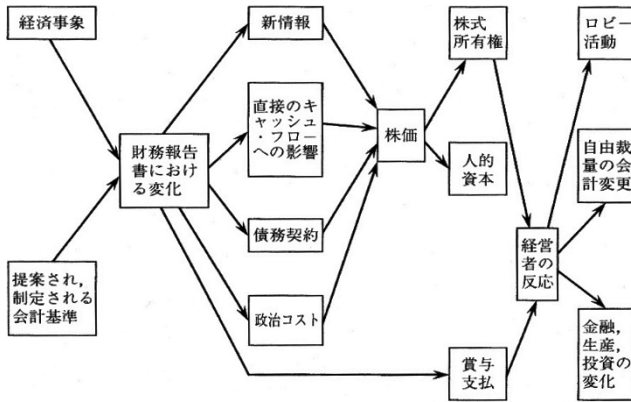 経済事象
財務報告
書におけ
る変化
提案され，
制定される
会計基準
新情報
直接のキ
ャッシュ
・フロー
への影響
債務契約
政治コスト
株価
株式
所有権
人的
資本
賞与
支払
経営
者の
反応
ロビー
活動
自由裁
量の会
計変更
金融，
生産，
投資の
変化